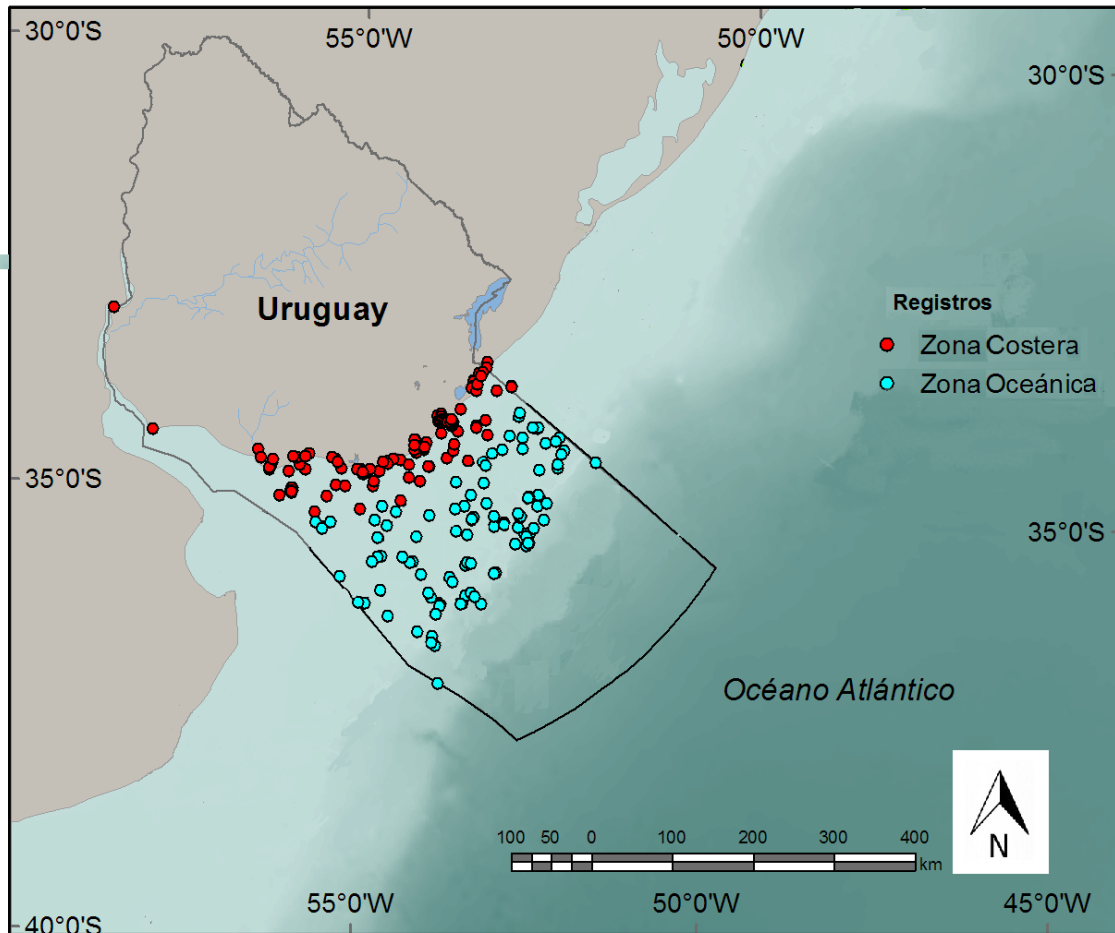 30°0'S
55°0'W
50°0'W
30°0'S
Uruguay
Registros
Zona Costera
Zona Oceánica
35°0'S
35°0'S
Océano Atlántico
100 50 0 100 200 300 400
km
N
55°0'W
50°0'W
45°0'W
40°0'S